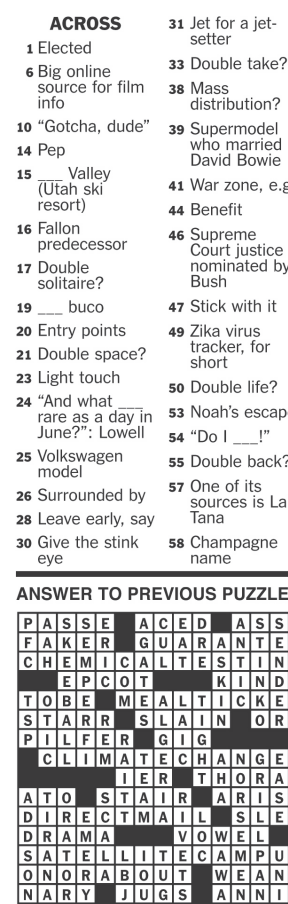 ACROSS
1 Elected
6 Big online
source for film
info
10 “Gotcha, dude”
14 Pep
15 ___ Valley
(Utah ski
resort)
16 Fallon
predecessor
17 Double
solitaire?
19 ___ buco
20 Entry points
21 Double space?
23 Light touch
24 “And what ___
rare as a day in
June?”: Lowell
25 Volkswagen
model
26 Surrounded by
28 Leave early, say
30 Give the stink
eye
31 Jet for a jet-
setter
33 Double take?
38 Mass
distribution?
39 Supermodel
who married
David Bowie
41 War zone, e.g
44 Benefit
46 Supreme
Court justice
nominated by
Bush
47 Stick with it
49 Zika virus
tracker, for
short
50 Double life?
53 Noah’s escap
54 “Do I ___!”
55 Double back?
57 One of its
sources is La
Tana
58 Champagne
name
ANSWER TO PREVIOUS PUZZLE
P A S S E A C E D A S S
F A K E R G U A R A N T E
C H E M I C A L T E S T I N
E P C O T K I N D
T O B E M E A L T I C K E
S T A R R S L A I N O R
P I L F E R G I G
C L I M A T E C H A N G E
I E R T H O R A
A T O S T A I R A R I S
D I R E C T M A I L S L E
D R A M A V O W E L
S A T E L L I T E C A M P U
O N O R A B O U T W E A N
N A R Y J U G S A N N I